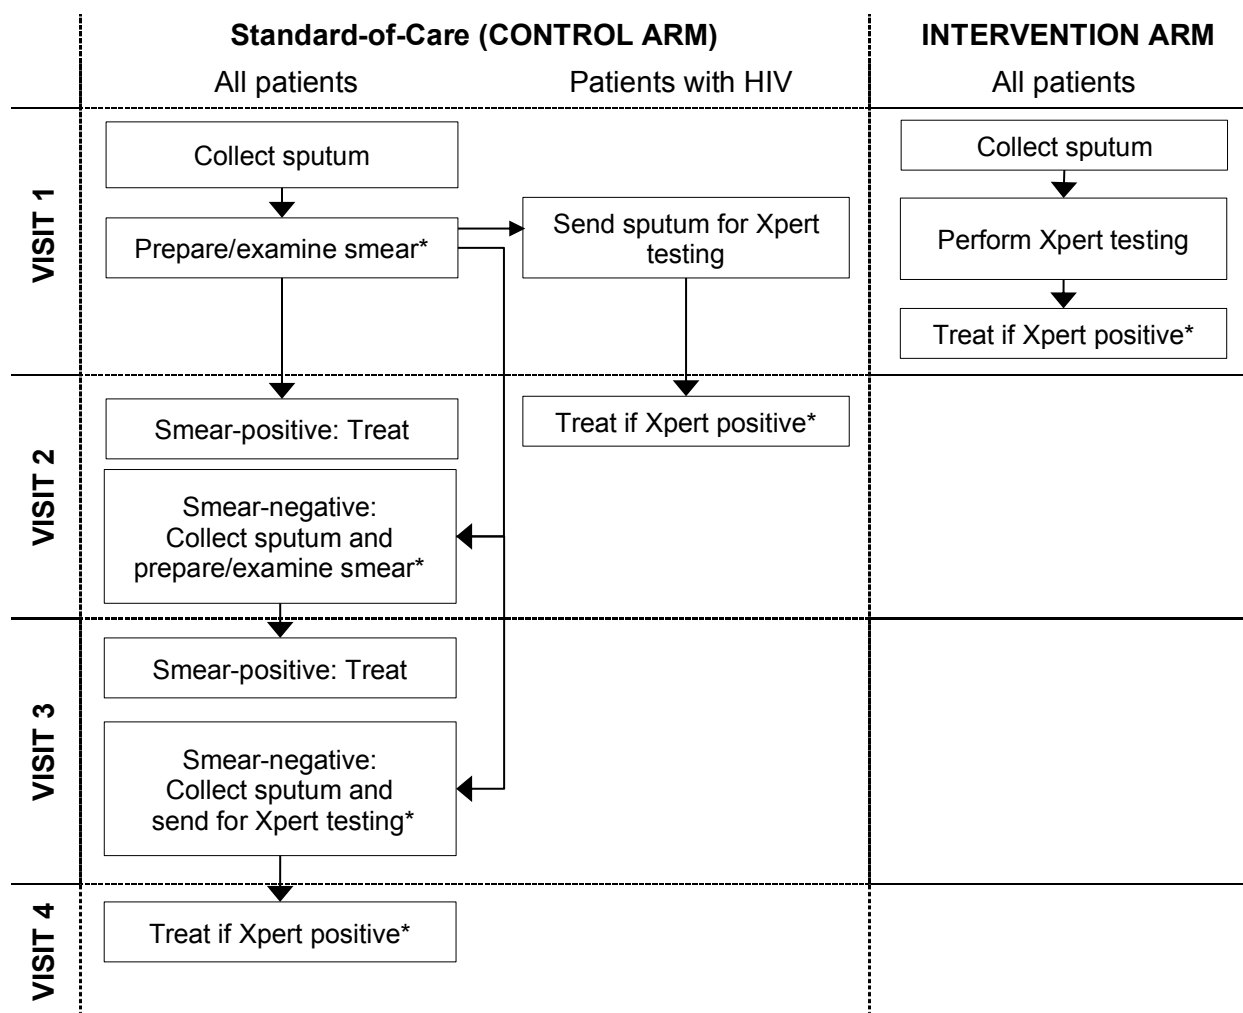 Standard-of-Care (CONTROL ARM)
INTERVENTION ARM
All patients
Patients with HIV
All patients
VISIT 1
Collect sputum
Prepare/examine smear*
Send sputum for Xpert
testing
Collect sputum
Perform Xpert testing
Treat if Xpert positive*
VISIT 2
Smear-positive: Treat
Smear-negative:
Collect sputum and
prepare/examine smear*
Treat if Xpert positive*
VISIT 3
Smear-positive: Treat
Smear-negative:
Collect sputum and
send for Xpert testing*
VISIT 4
Treat if Xpert positive*